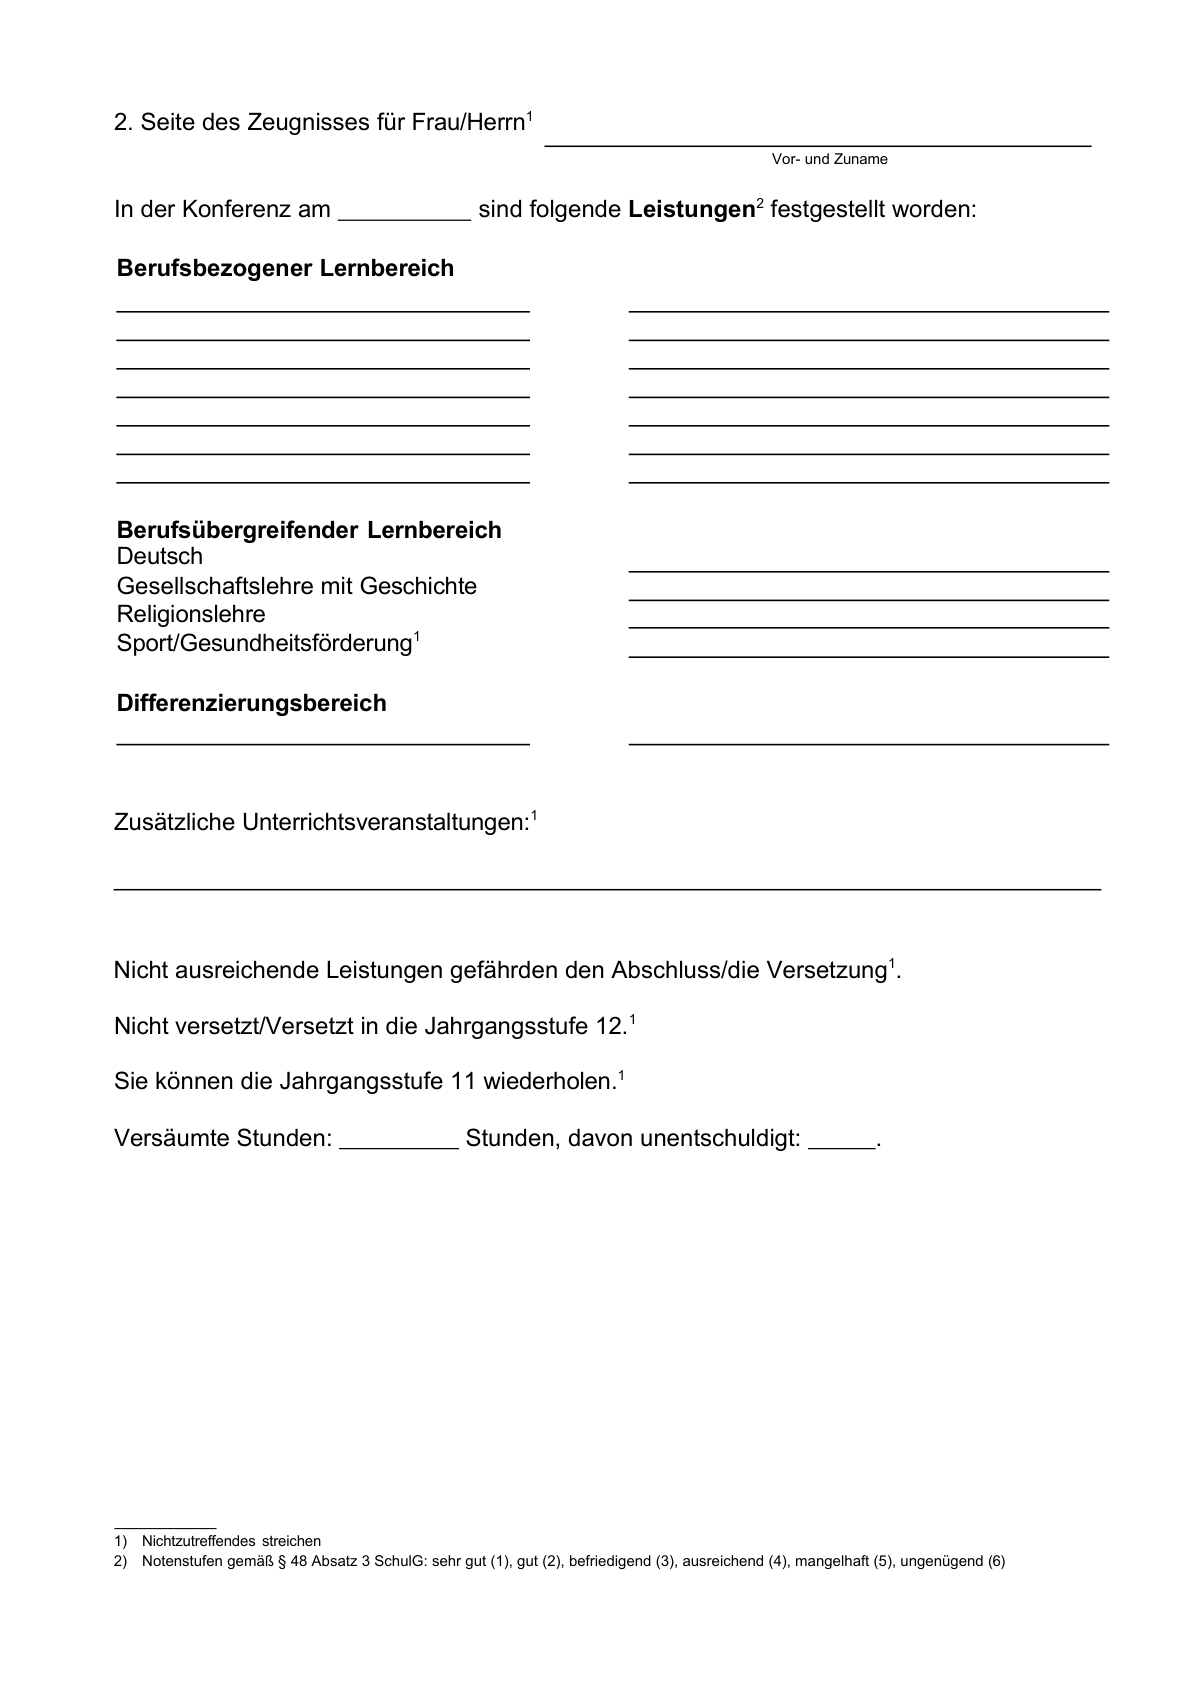 2. Seite des Zeugnisses für Frau/Herrn¹
Vor- und Zuname
In der Konferenz am __________ sind folgende Leistungen² festgestellt worden:
Berufsbezogener Lernbereich
Berufsübergreifender Lernbereich
Deutsch
Gesellschaftslehre mit Geschichte
Religionslehre
Sport/Gesundheitsförderung¹
Differenzierungsbereich
Zusätzliche Unterrichtsveranstaltungen:¹
Nicht ausreichende Leistungen gefährden den Abschluss/die Versetzung¹.
Nicht versetzt/Versetzt in die Jahrgangsstufe 12.¹
Sie können die Jahrgangsstufe 11 wiederholen.¹
Versäumte Stunden: _________ Stunden, davon unentschuldigt: _____.
1) Nichtzutreffendes streichen
2) Notenstufen gemäß § 48 Absatz 3 SchulG: sehr gut (1), gut (2), befriedigend (3), ausreichend (4), mangelhaft (5), ungenügend (6)